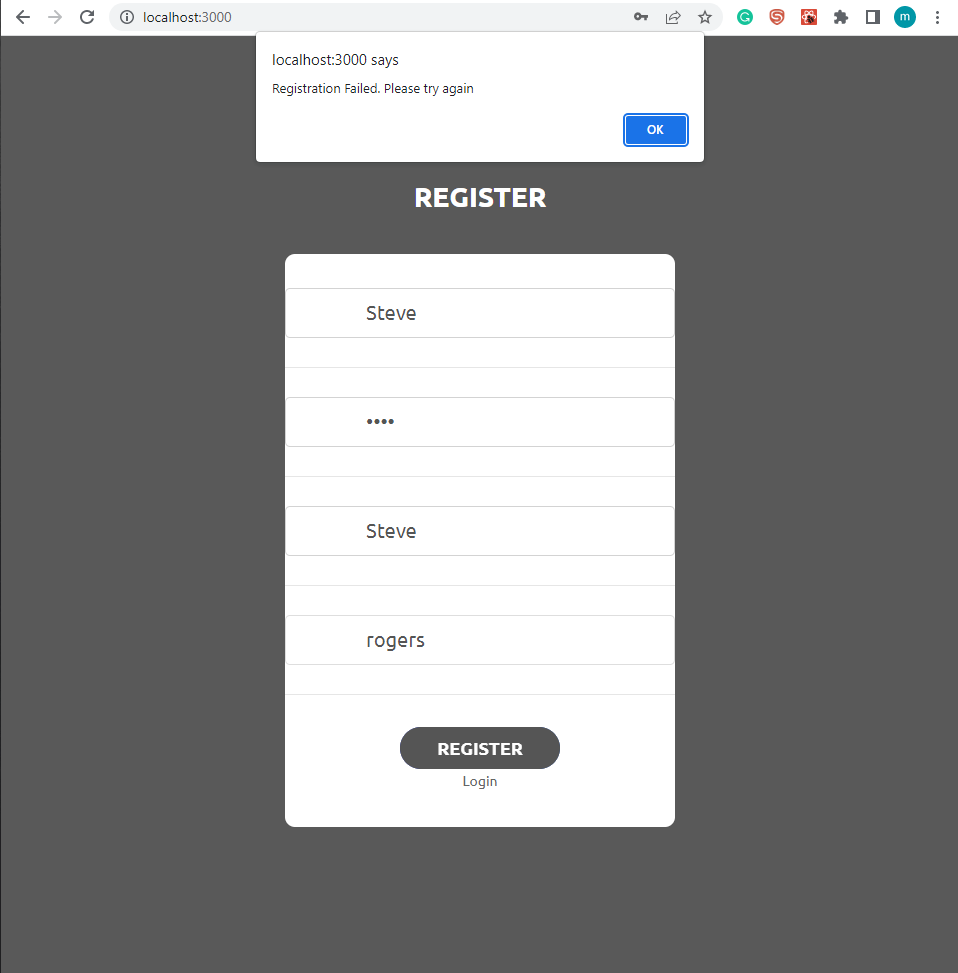 localhost:3000
m
localhost:3000 says
Registration Failed. Please try again
OK
REGISTER
Steve
••••
Steve
rogers
REGISTER
Login